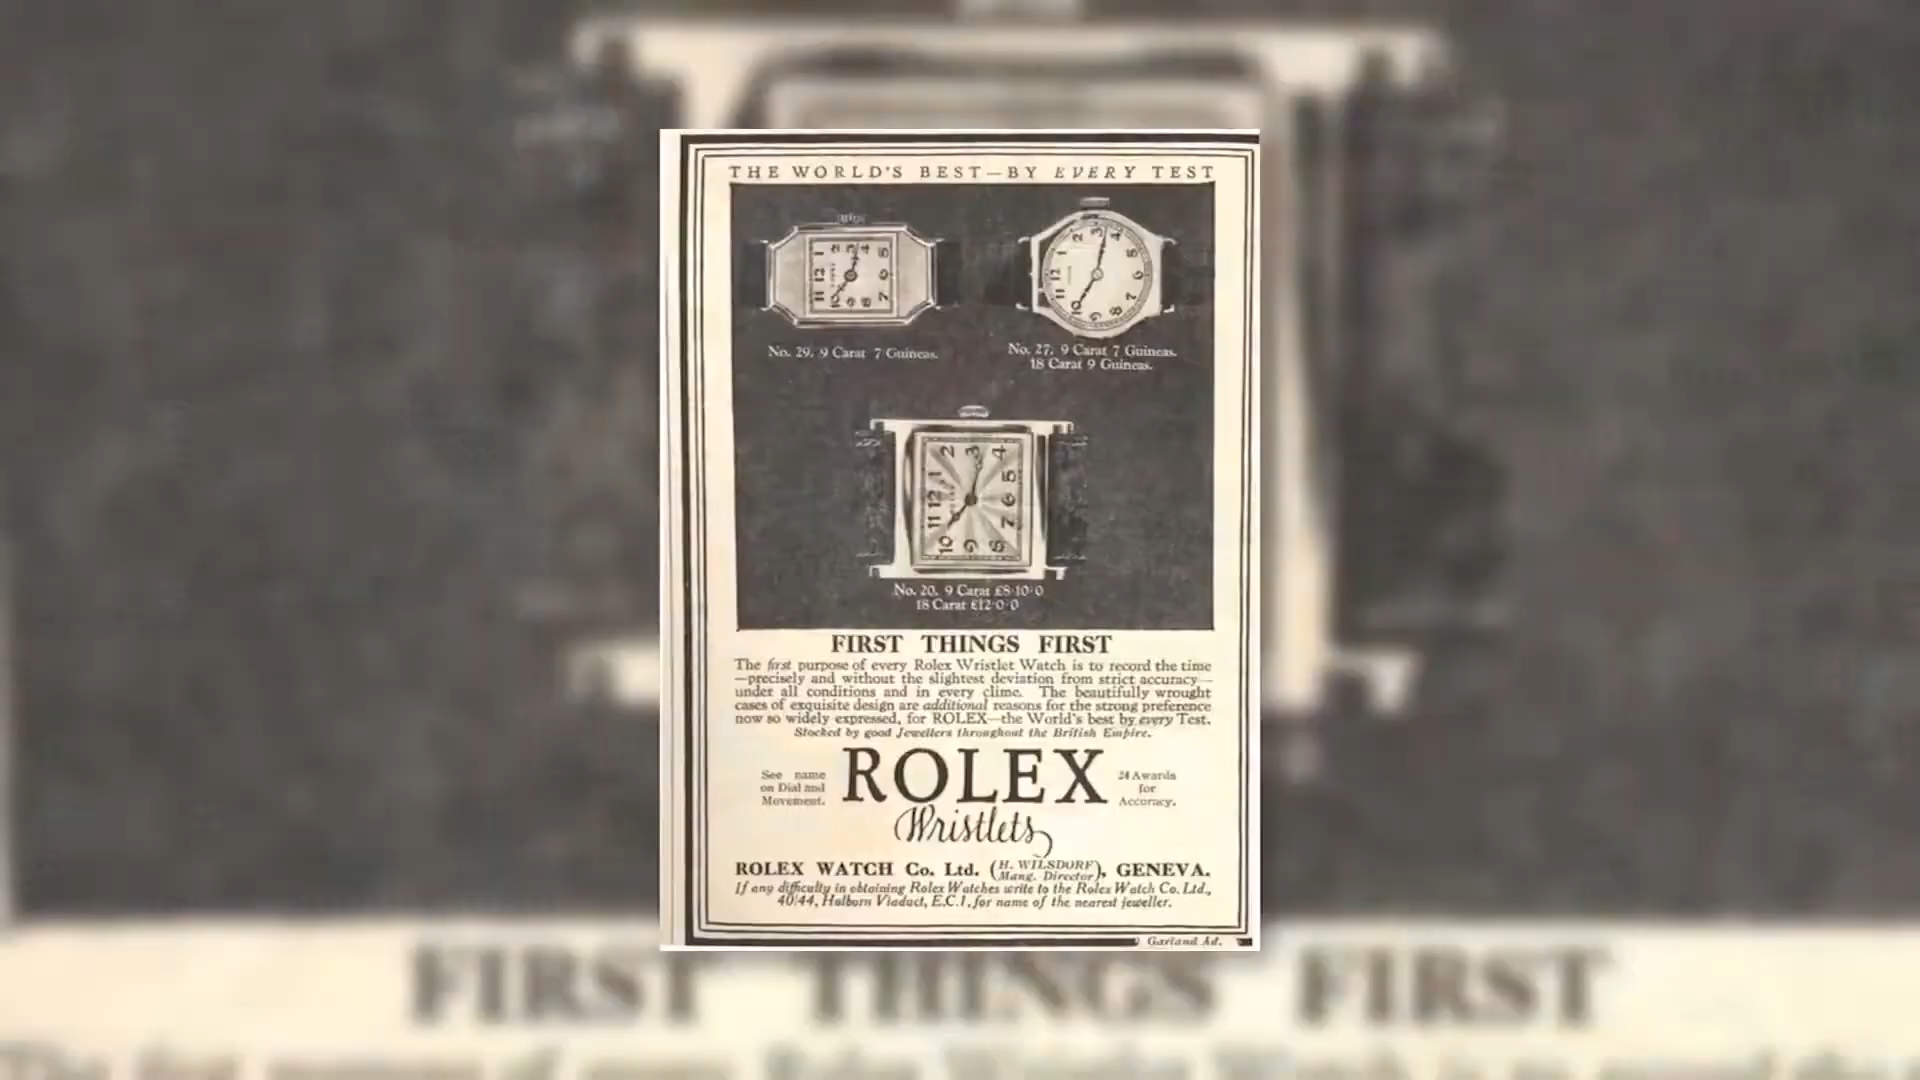 THE WORLD'S BEST—BY EVERY TEST
No. 29. 9 Carat 7 Guineas.
No. 27. 9 Carat 7 Guineas.
18 Carat 9 Guineas.
No. 20. 9 Carat £8·10·0
18 Carat £12·0·0
FIRST THINGS FIRST
The first purpose of every Rolex Wristlet Watch is to record the time
—precisely and without the slightest deviation from strict accuracy—
under all conditions and in every clime. The beautifully wrought
cases of exquisite design are additional reasons for the strong preference
now so widely expressed, for ROLEX—the World's best by every Test.
Stocked by good Jewellers throughout the British Empire.
See name
on Dial and
Movement.
ROLEX
Wristlets
24 Awards
for
Accuracy.
ROLEX WATCH Co. Ltd. (H. WILSDORF Mang. Director), GENEVA.
If any difficulty in obtaining Rolex Watches write to the Rolex Watch Co. Ltd.,
40/44, Holborn Viaduct, E.C.1, for name of the nearest jeweller.
Garland Ad.
FIRST THINGS FIRST